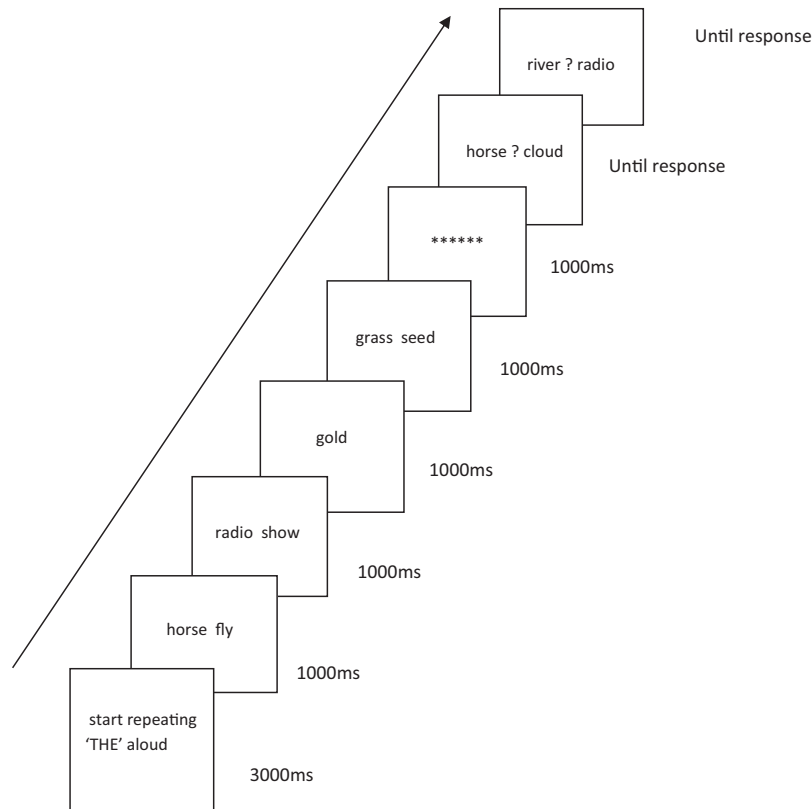 river ? radio
Until response
horse ? cloud
Until response
******
1000ms
grass seed
1000ms
gold
1000ms
radio show
1000ms
horse fly
1000ms
start repeating
‘THE’ aloud
3000ms